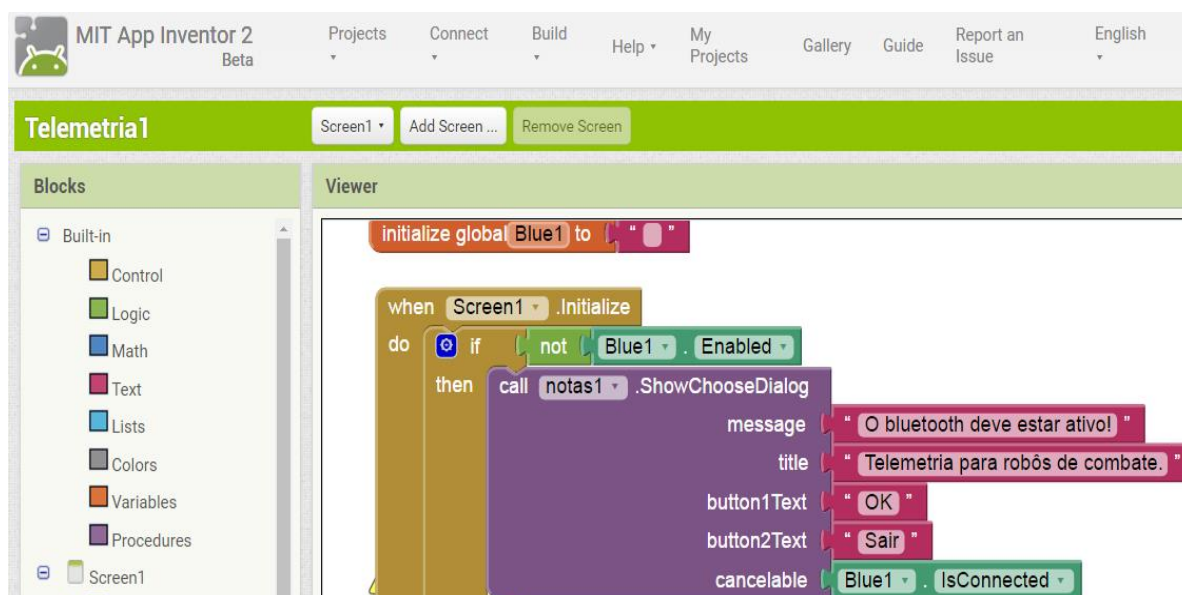 MIT App Inventor 2
Beta
Projects
Connect
Build
Help
My Projects
Gallery
Guide
Report an Issue
English
Telemetria1
Screen1
Add Screen ...
Remove Screen
Blocks
Viewer
Built-in
Control
Logic
Math
Text
Lists
Colors
Variables
Procedures
Screen1
initialize global Blue1 to " "
when Screen1 .Initialize
do if not Blue1 . Enabled
then call notas1 .ShowChooseDialog
message " O bluetooth deve estar ativo! "
title " Telemetria para robôs de combate. "
button1Text " OK "
button2Text " Sair "
cancelable Blue1 . IsConnected